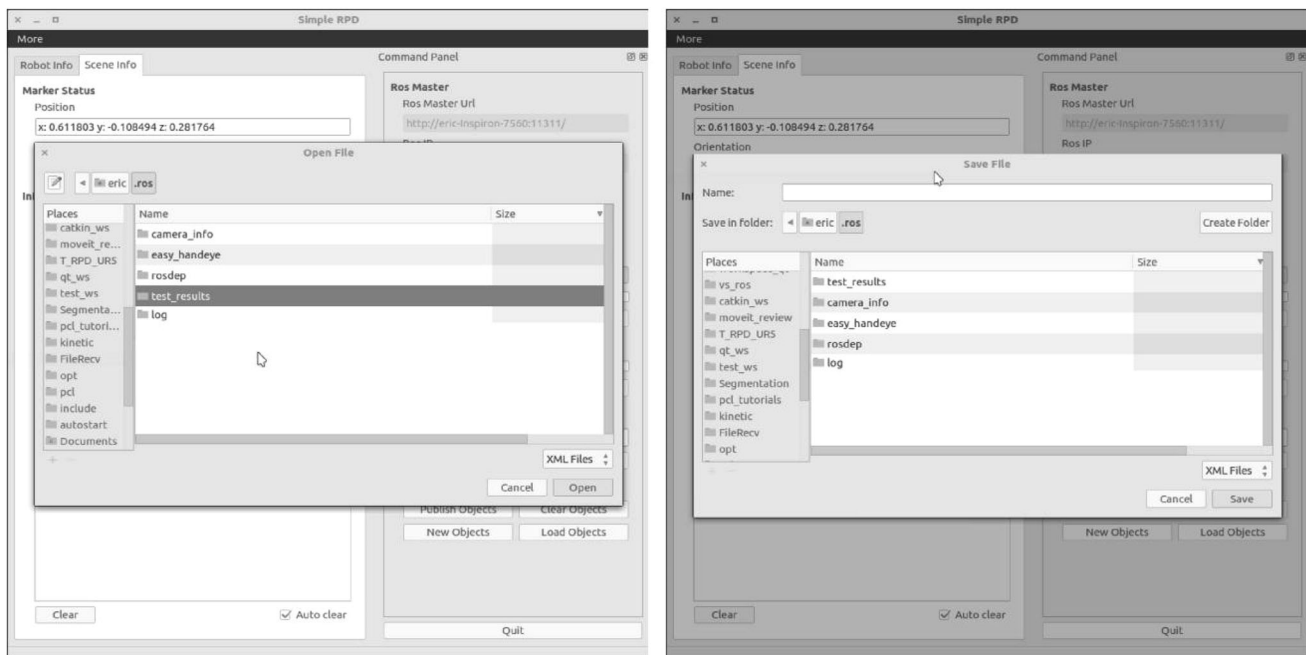 Simple RPD
More
Robot Info Scene Info
Command Panel
Marker Status
Position
x: 0.611803 y: -0.108494 z: 0.281764
Ros Master
Ros Master Url
http://eric-Inspiron-7560:11311/
Ros IP
Open File
eric .ros
Places Name Size
catkin_ws
moveit_re...
T_RPD_UR5
qt_ws
test_ws
Segmenta...
pcl_tutori...
kinetic
FileRecv
opt
pcl
include
autostart
Documents
camera_info
easy_handeye
rosdep
test_results
log
XML Files
Cancel Open
Publish Objects Clear Objects
New Objects Load Objects
Clear
Auto clear
Quit
Simple RPD
More
Robot Info Scene Info
Command Panel
Marker Status
Position
x: 0.611803 y: -0.108494 z: 0.281764
Orientation
Ros Master
Ros Master Url
http://eric-Inspiron-7560:11311/
Ros IP
Save File
Name:
Save in folder: eric .ros
Create Folder
Places Name Size
vs_ros
catkin_ws
moveit_review
T_RPD_UR5
qt_ws
test_ws
Segmentation
pcl_tutorials
kinetic
FileRecv
opt
test_results
camera_info
easy_handeye
rosdep
log
XML Files
Cancel Save
New Objects Load Objects
Clear
Auto clear
Quit